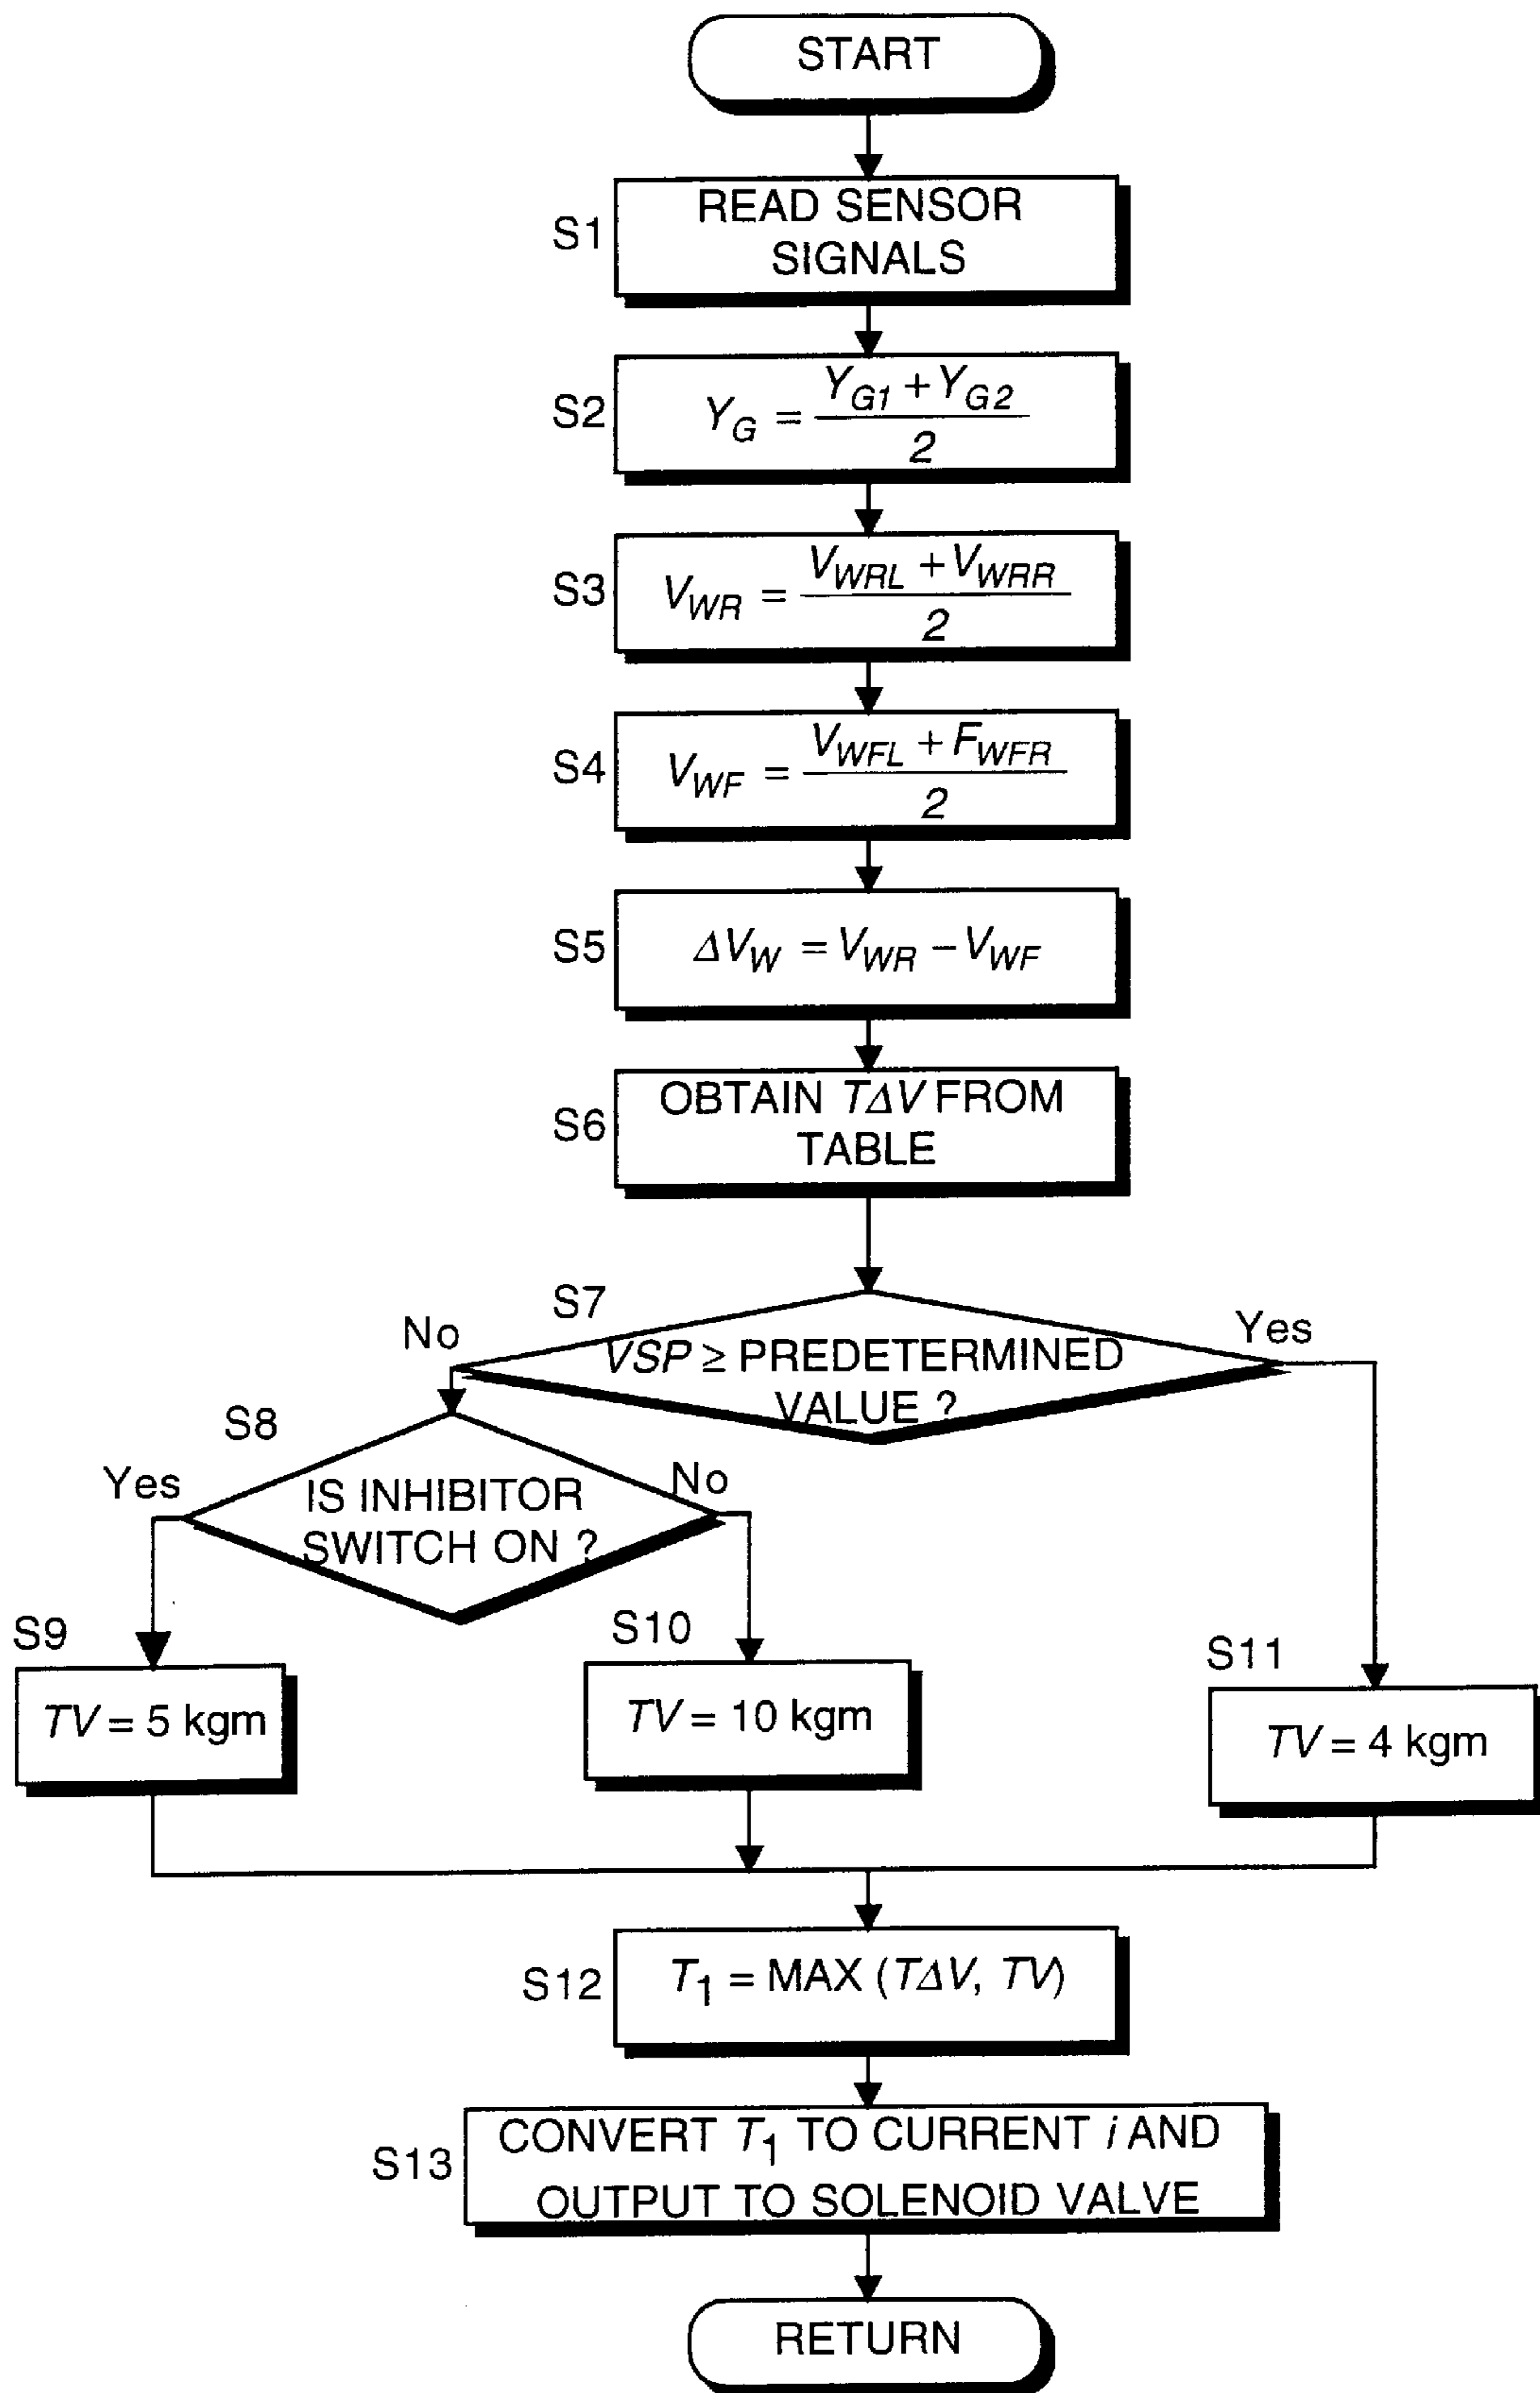 START
S1
READ SENSOR
SIGNALS
S2
Y_G = (Y_G1 + Y_G2) / 2
S3
V_WR = (V_WRL + V_WRR) / 2
S4
V_WF = (V_WFL + F_WFR) / 2
S5
ΔV_W = V_WR − V_WF
S6
OBTAIN TΔV FROM
TABLE
S7
No
Yes
VSP ≥ PREDETERMINED
VALUE ?
S8
Yes
No
IS INHIBITOR
SWITCH ON ?
S9
TV = 5 kgm
S10
TV = 10 kgm
S11
TV = 4 kgm
S12
T_1 = MAX (TΔV, TV)
S13
CONVERT T_1 TO CURRENT i AND
OUTPUT TO SOLENOID VALVE
RETURN